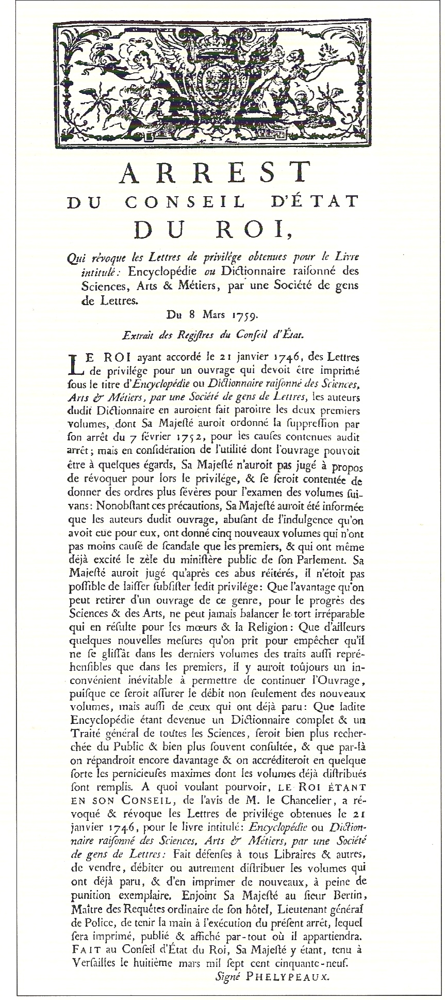 ARREST
DU CONSEIL D'ÉTAT
DU ROI,
Qui révoque les Lettres de privilége obtenues pour le Livre
intitulé: Encyclopédie ou Dictionnaire raiſonné des
Sciences, Arts & Métiers, par une Société de gens
de Lettres.
Du 8 Mars 1759.
Extrait des Regiſtres du Conſeil d'État.
LE ROI ayant accordé le 21 janvier 1746, des Lettres
de privilége pour un ouvrage qui devoit être imprimé
ſous le titre d'Encyclopédie ou Dictionnaire raiſonné des Sciences,
Arts & Métiers, par une Société de gens de Lettres, les auteurs
dudit Dictionnaire en auroient fait paroître les deux premiers
volumes, dont Sa Majeſté auroit ordonné la ſuppreſſion par
ſon arrêt du 7 février 1752, pour les cauſes contenues audit
arrêt; mais en conſidération de l'utilité dont l'ouvrage pouvoit
être à quelques égards, Sa Majeſté n'auroit pas jugé à propos
de révoquer pour lors le privilége, & ſe ſeroit contentée de
donner des ordres plus ſévères pour l'examen des volumes ſui-
vans: Nonobſtant ces précautions, Sa Majeſté auroit été informée
que les auteurs dudit ouvrage, abuſant de l'indulgence qu'on
avoit eue pour eux, ont donné cinq nouveaux volumes qui n'ont
pas moins cauſé de ſcandale que les premiers, & qui ont même
déjà excité le zèle du miniſtère public de ſon Parlement. Sa
Majeſté auroit jugé qu'après ces abus réitérés, il n'étoit pas
poſſible de laiſſer ſubſiſter ledit privilége: Que l'avantage qu'on
peut retirer d'un ouvrage de ce genre, pour le progrès des
Sciences & des Arts, ne peut jamais balancer le tort irréparable
qui en réſulte pour les mœurs & la Religion: Que d'ailleurs
quelques nouvelles meſures qu'on prît pour empêcher qu'il
ne ſe gliſſât dans les derniers volumes des traits auſſi repré-
henſibles que dans les premiers, il y auroit toûjours un in-
convénient inévitable à permettre de continuer l'Ouvrage,
puiſque ce ſeroit aſſurer le débit non ſeulement des nouveaux
volumes, mais auſſi de ceux qui ont déjà paru: Que ladite
Encyclopédie étant devenue un Dictionnaire complet & un
Traité général de toutes les Sciences, ſeroit bien plus recher-
chée du Public & bien plus ſouvent conſultée, & que par-là
on répandroit encore davantage & on accréditeroit en quelque
ſorte les pernicieuſes maximes dont les volumes déjà diſtribués
ſont remplis. A quoi voulant pourvoir, LE ROI ÉTANT
EN SON CONSEIL, de l'avis de M. le Chancelier, a ré-
voqué & révoque les Lettres de privilége obtenues le 21
janvier 1746, pour le livre intitulé: Encyclopédie ou Diction-
naire raiſonné des Sciences, Arts & Métiers, par une Société
de gens de Lettres: Fait défenſes à tous Libraires & autres,
de vendre, débiter ou autrement diſtribuer les volumes qui
ont déjà paru, & d'en imprimer de nouveaux, à peine de
punition exemplaire. Enjoint Sa Majeſté au ſieur Bertin,
Maître des Requêtes ordinaire de ſon hôtel, Lieutenant général
de Police, de tenir la main à l'exécution du préſent arrêt, lequel
ſera imprimé, publié & affiché par-tout où il appartiendra.
FAIT au Conſeil d'État du Roi, Sa Majeſté y étant, tenu à
Verſailles le huitième mars mil ſept cent cinquante-neuf.
Signé PHELYPEAUX.